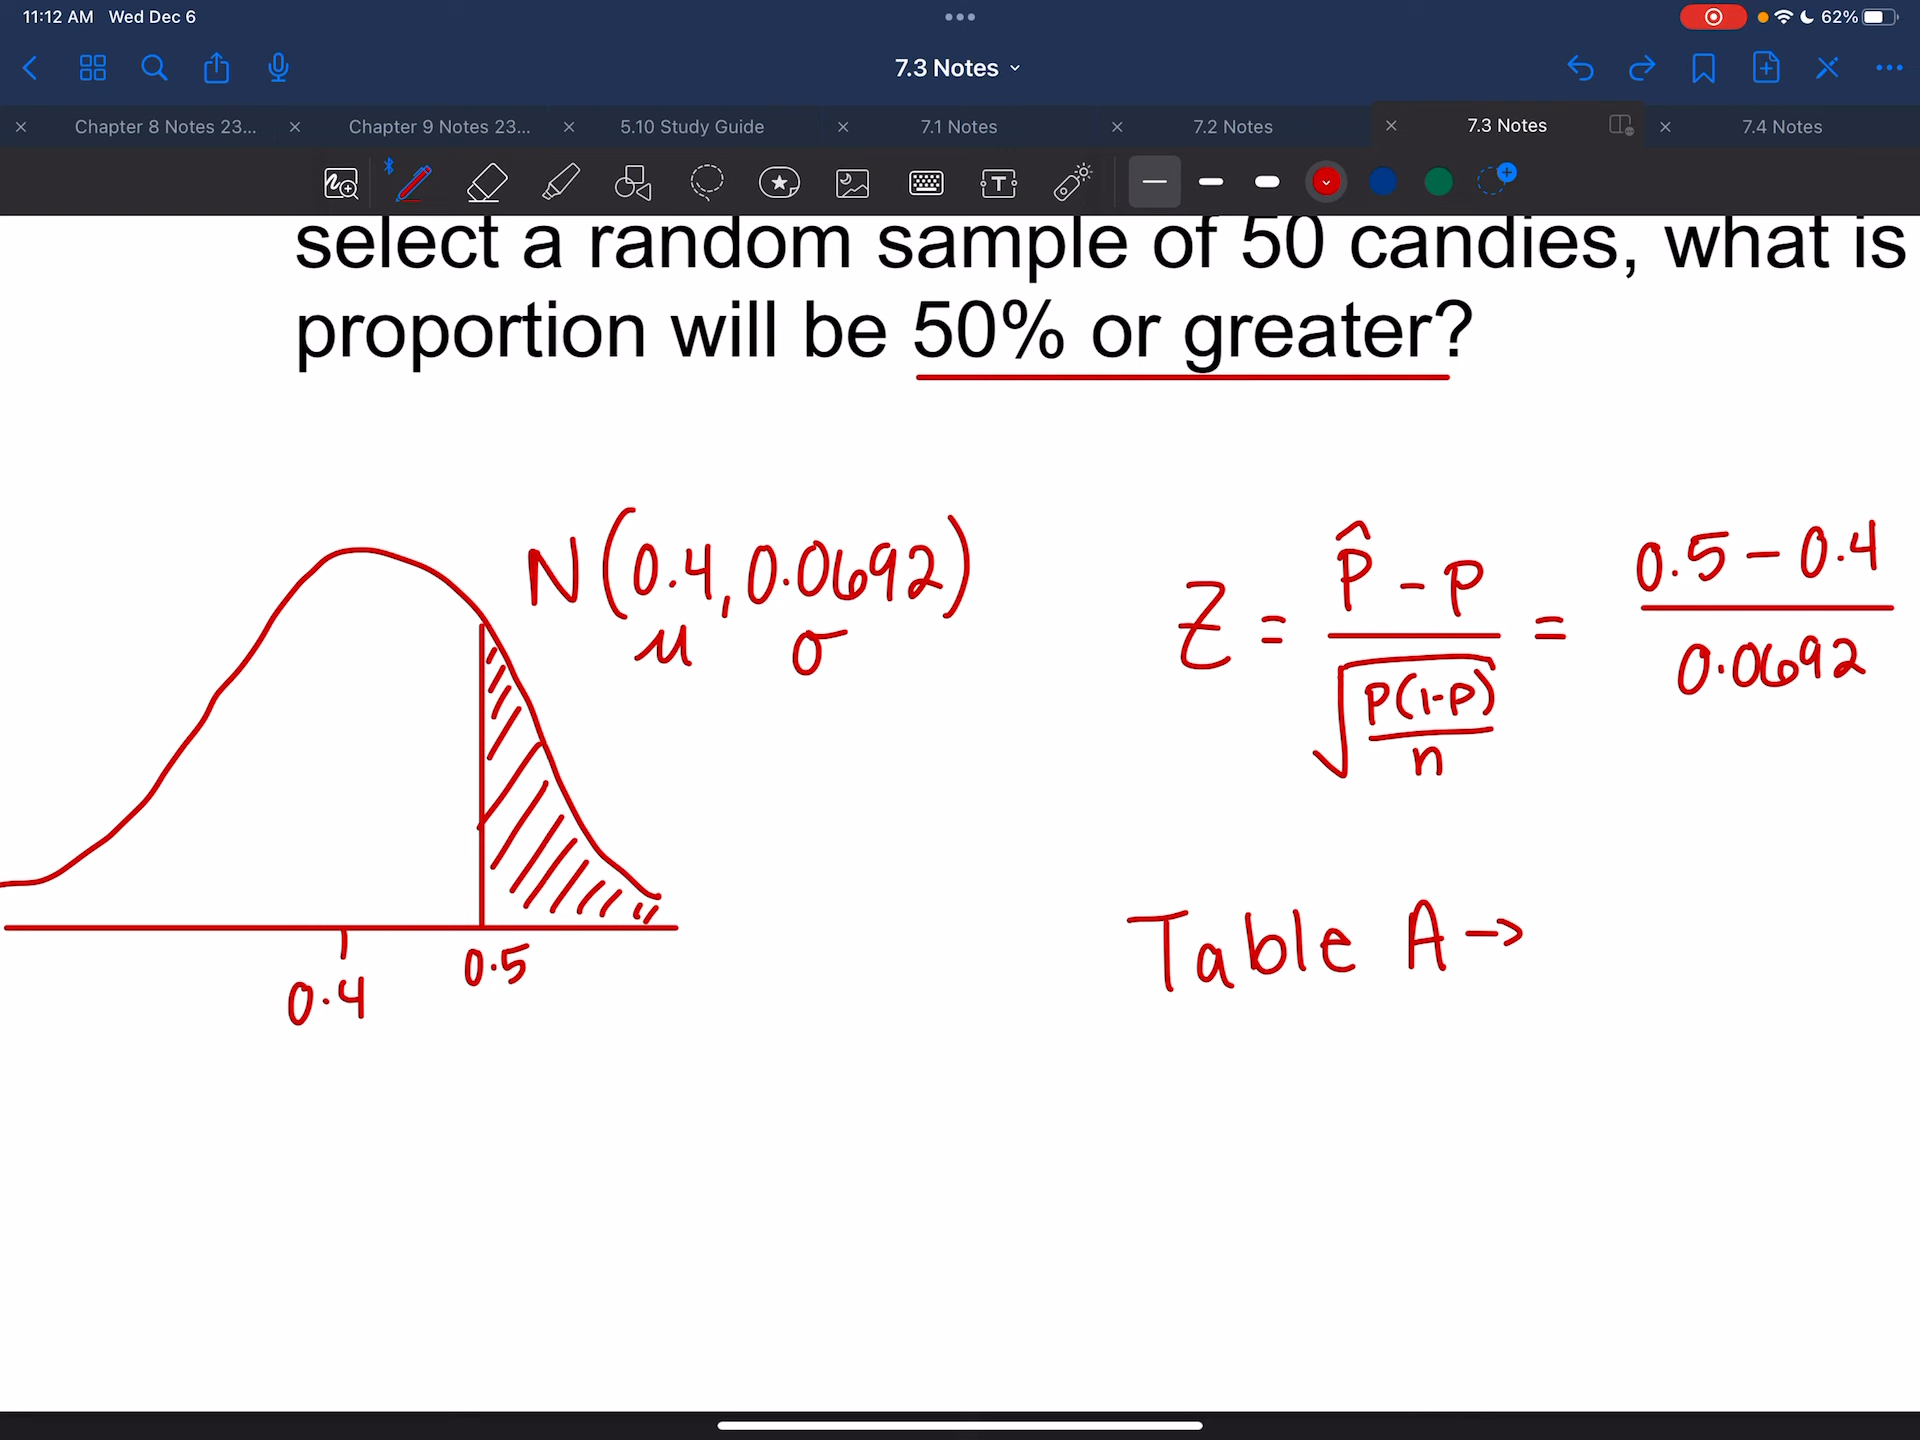 11:12 AM Wed Dec 6
62%
7.3 Notes
Chapter 8 Notes 23...
Chapter 9 Notes 23...
5.10 Study Guide
7.1 Notes
7.2 Notes
7.3 Notes
7.4 Notes
select a random sample of 50 candies, what is
proportion will be 50% or greater?
N(0.4, 0.0692)
μ σ
0.4
0.5
Z = p̂ - p / √(p(1-p)/n) = 0.5 - 0.4 / 0.0692
Table A →